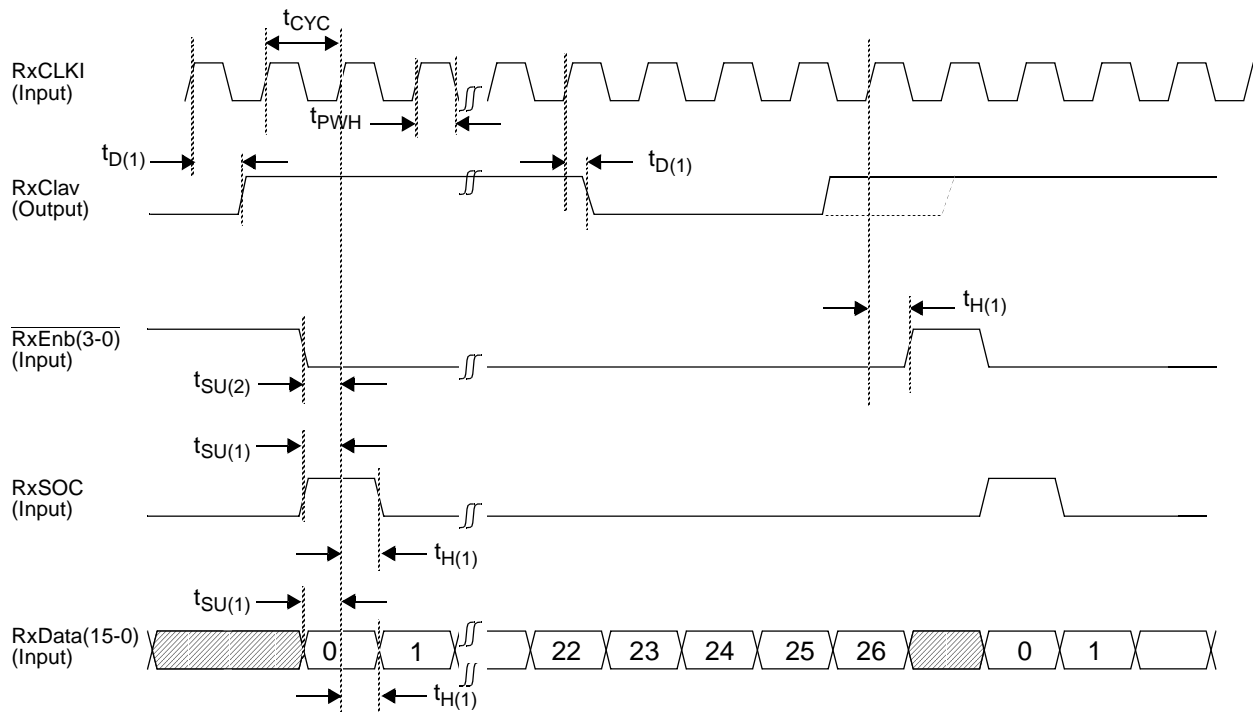 tCYC
RxCLKI
(Input)
tPWH
tD(1)
tD(1)
RxClav
(Output)
tH(1)
RxEnb(3-0)
(Input)
tSU(2)
tSU(1)
RxSOC
(Input)
tH(1)
tSU(1)
RxData(15-0)
(Input)
0 1 22 23 24 25 26 0 1
tH(1)